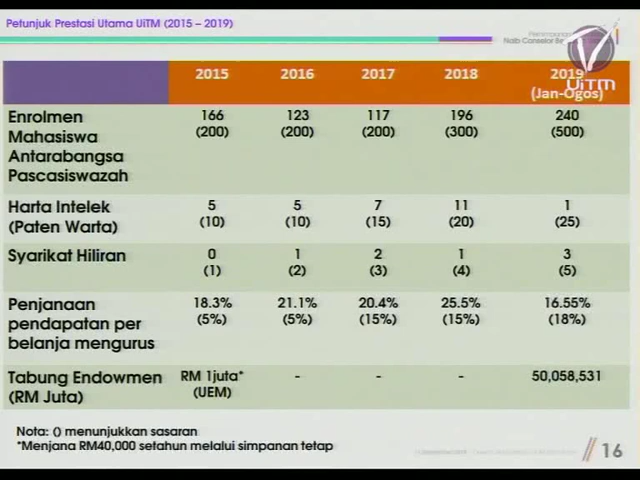 Petunjuk Prestasi Utama UiTM (2015 – 2019)
UiTM
2015 2016 2017 2018 2019
(Jan-Ogos)
Enrolmen 166 123 117 196 240
Mahasiswa (200) (200) (200) (300) (500)
Antarabangsa
Pascasiswazah
Harta Intelek 5 5 7 11 1
(Paten Warta) (10) (10) (15) (20) (25)
Syarikat Hiliran 0 1 2 1 3
(1) (2) (3) (4) (5)
Penjanaan 18.3% 21.1% 20.4% 25.5% 16.55%
pendapatan per (5%) (5%) (15%) (15%) (18%)
belanja mengurus
Tabung Endowmen RM 1juta* - - - 50,058,531
(RM Juta) (UEM)
Nota: () menunjukkan sasaran
*Menjana RM40,000 setahun melalui simpanan tetap
16